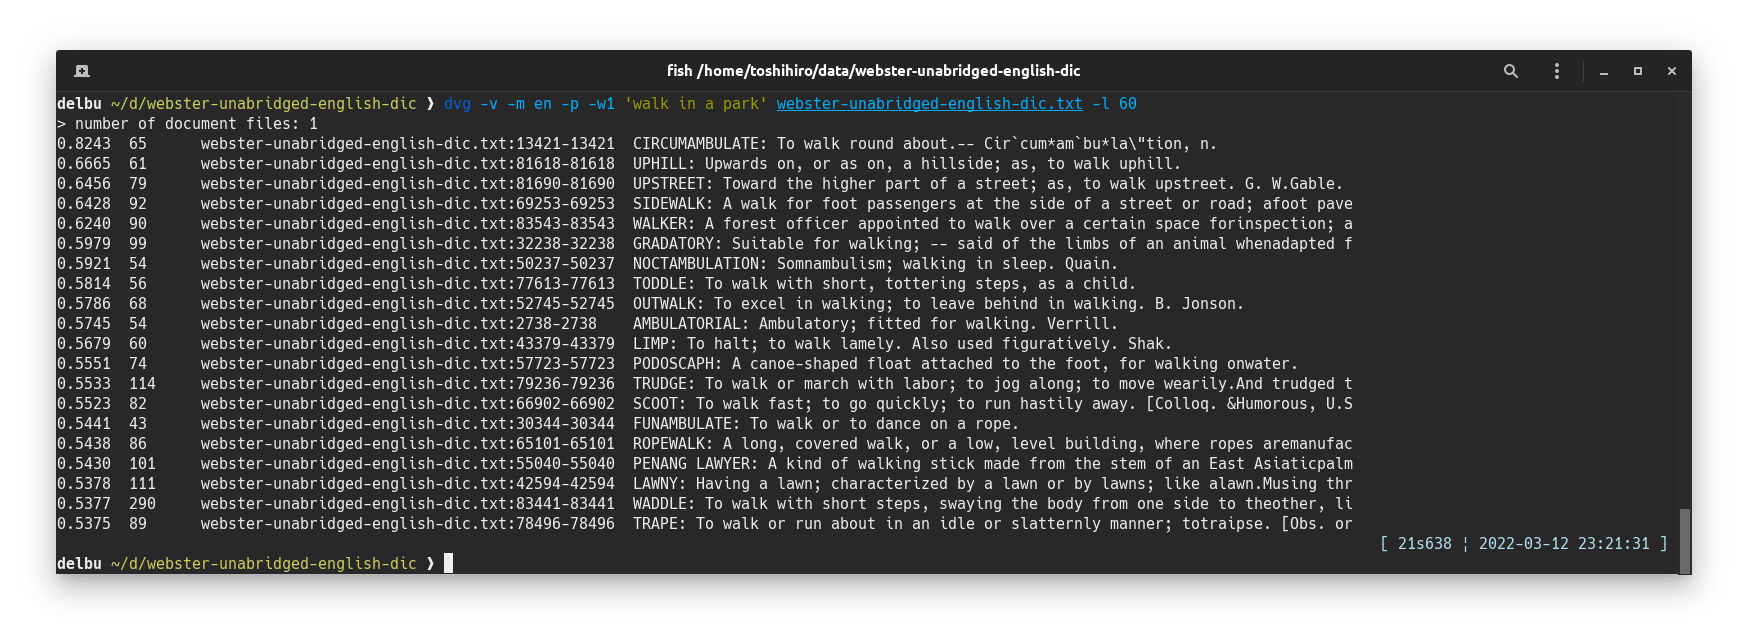 fish /home/toshihiro/data/webster-unabridged-english-dic
delbu ~/d/webster-unabridged-english-dic ❯ dvg -v -m en -p -w1 'walk in a park' webster-unabridged-english-dic.txt -l 60
> number of document files: 1
0.8243  65      webster-unabridged-english-dic.txt:13421-13421  CIRCUMAMBULATE: To walk round about.-- Cir`cum*am`bu*la\"tion, n.
0.6665  61      webster-unabridged-english-dic.txt:81618-81618  UPHILL: Upwards on, or as on, a hillside; as, to walk uphill.
0.6456  79      webster-unabridged-english-dic.txt:81690-81690  UPSTREET: Toward the higher part of a street; as, to walk upstreet. G. W.Gable.
0.6428  92      webster-unabridged-english-dic.txt:69253-69253  SIDEWALK: A walk for foot passengers at the side of a street or road; afoot pave
0.6240  90      webster-unabridged-english-dic.txt:83543-83543  WALKER: A forest officer appointed to walk over a certain space forinspection; a
0.5979  99      webster-unabridged-english-dic.txt:32238-32238  GRADATORY: Suitable for walking; -- said of the limbs of an animal whenadapted f
0.5921  54      webster-unabridged-english-dic.txt:50237-50237  NOCTAMBULATION: Somnambulism; walking in sleep. Quain.
0.5814  56      webster-unabridged-english-dic.txt:77613-77613  TODDLE: To walk with short, tottering steps, as a child.
0.5786  68      webster-unabridged-english-dic.txt:52745-52745  OUTWALK: To excel in walking; to leave behind in walking. B. Jonson.
0.5745  54      webster-unabridged-english-dic.txt:2738-2738    AMBULATORIAL: Ambulatory; fitted for walking. Verrill.
0.5679  60      webster-unabridged-english-dic.txt:43379-43379  LIMP: To halt; to walk lamely. Also used figuratively. Shak.
0.5551  74      webster-unabridged-english-dic.txt:57723-57723  PODOSCAPH: A canoe-shaped float attached to the foot, for walking onwater.
0.5533  114     webster-unabridged-english-dic.txt:79236-79236  TRUDGE: To walk or march with labor; to jog along; to move wearily.And trudged t
0.5523  82      webster-unabridged-english-dic.txt:66902-66902  SCOOT: To walk fast; to go quickly; to run hastily away. [Colloq. &Humorous, U.S
0.5441  43      webster-unabridged-english-dic.txt:30344-30344  FUNAMBULATE: To walk or to dance on a rope.
0.5438  86      webster-unabridged-english-dic.txt:65101-65101  ROPEWALK: A long, covered walk, or a low, level building, where ropes aremanufac
0.5430  101     webster-unabridged-english-dic.txt:55040-55040  PENANG LAWYER: A kind of walking stick made from the stem of an East Asiaticpalm
0.5378  111     webster-unabridged-english-dic.txt:42594-42594  LAWNY: Having a lawn; characterized by a lawn or by lawns; like alawn.Musing thr
0.5377  290     webster-unabridged-english-dic.txt:83441-83441  WADDLE: To walk with short steps, swaying the body from one side to theother, li
0.5375  89      webster-unabridged-english-dic.txt:78496-78496  TRAPE: To walk or run about in an idle or slatternly manner; totraipse. [Obs. or
[ 21s638 ¦ 2022-03-12 23:21:31 ]
delbu ~/d/webster-unabridged-english-dic ❯